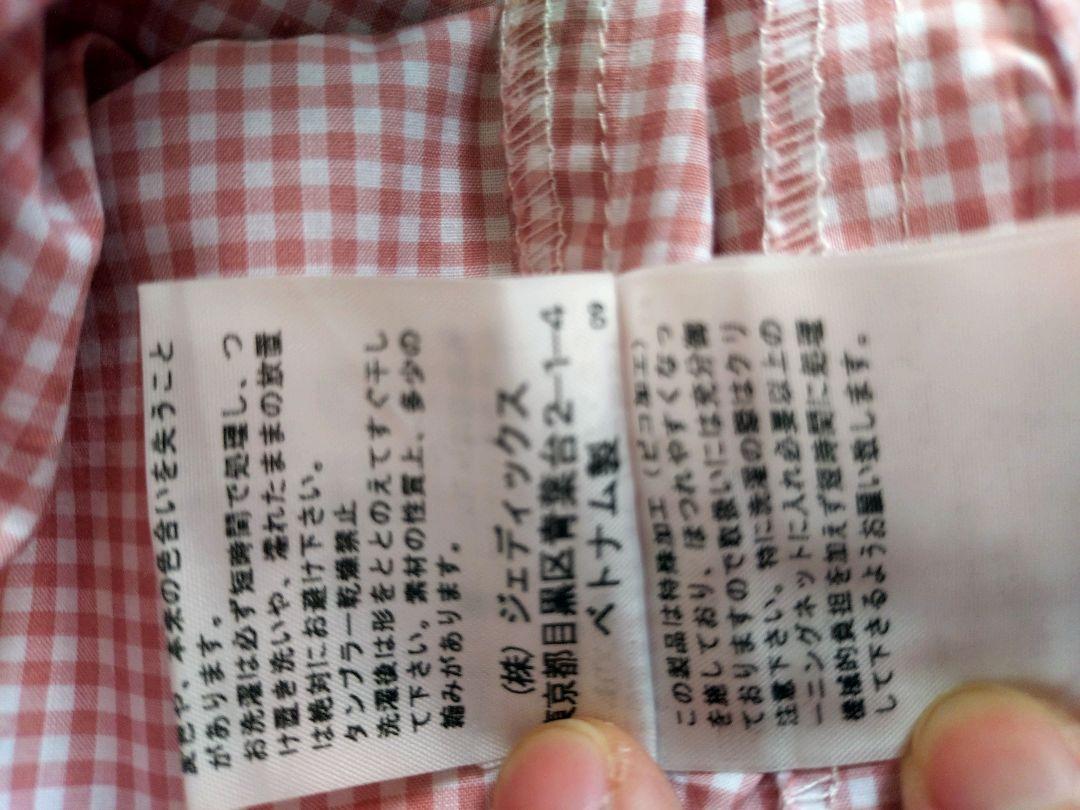 変色や、本来の色合いを失うこと
があります。
お洗濯は必ず短時間で処理し、つ
け置き洗いや、濡れたままの放置
は絶対にお避け下さい。
タンブラー乾燥禁止
洗濯後は形をととのえてすぐ干し
て下さい。素材の性質上、多少の
縮みがあります。
(株) ジェディックス
東京都目黒区青葉台2-1-4
ベトナム製
09
この製品は特殊加工(ピコ加工)
を施しており、ほつれやすくなっ
ておりますので取扱いには充分御
注意下さい。特に洗濯の際はクリ
ーニングネットに入れ必要以上の
機械的負担を加えず短時間に処理
して下さるようお願い致します。